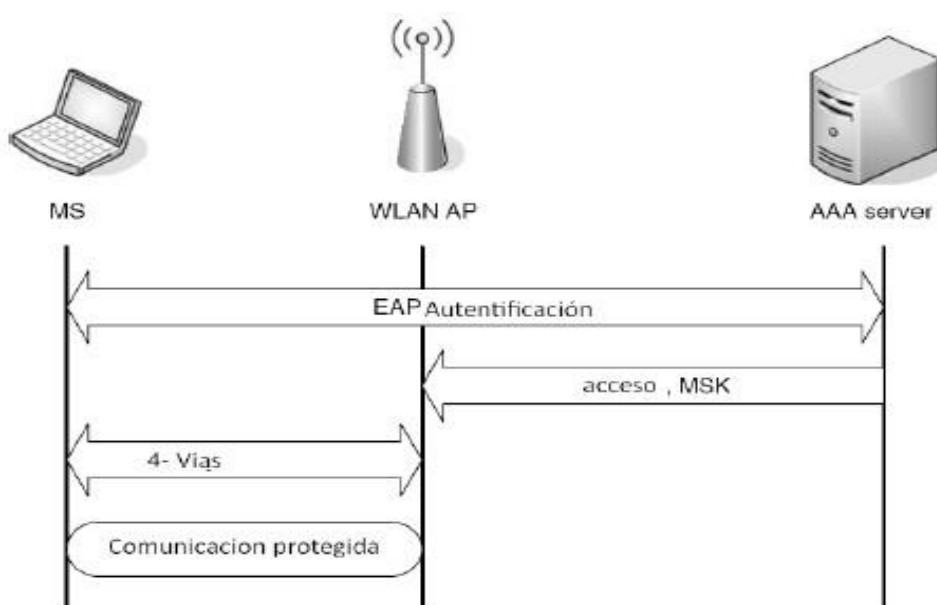 MS
WLAN AP
AAA server
EAP Autentificación
acceso , MSK
4- Vias
Comunicacion protegida